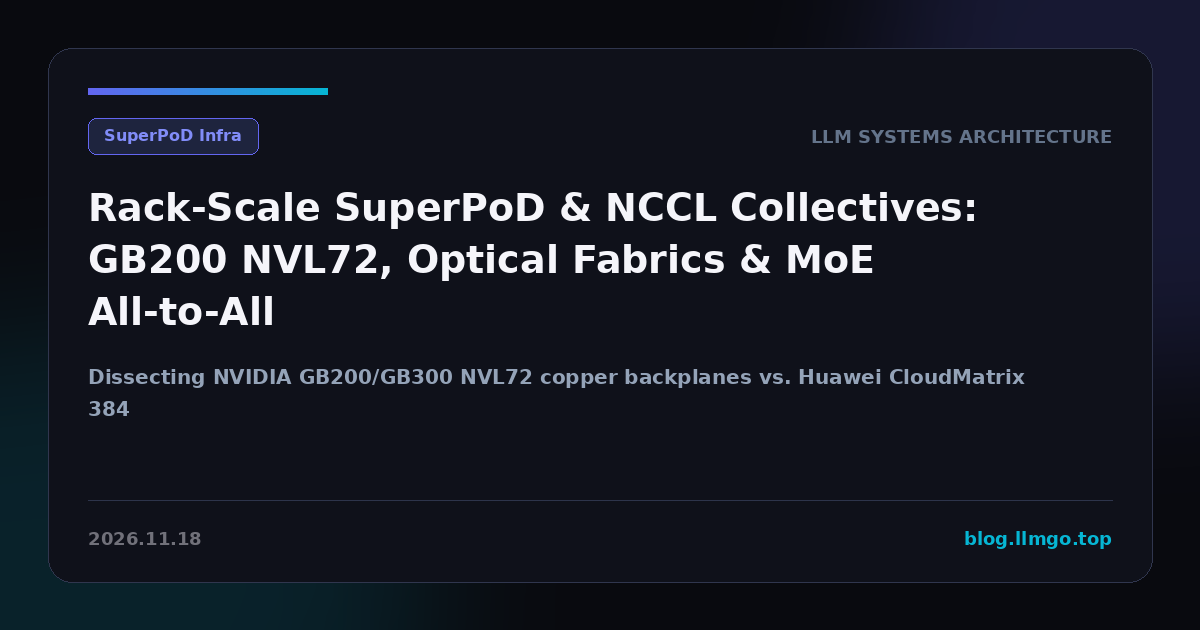 SuperPoD Infra
LLM SYSTEMS ARCHITECTURE
Rack-Scale SuperPoD & NCCL Collectives:
GB200 NVL72, Optical Fabrics & MoE
All-to-All
Dissecting NVIDIA GB200/GB300 NVL72 copper backplanes vs. Huawei CloudMatrix
384
2026.11.18
blog.llmgo.top